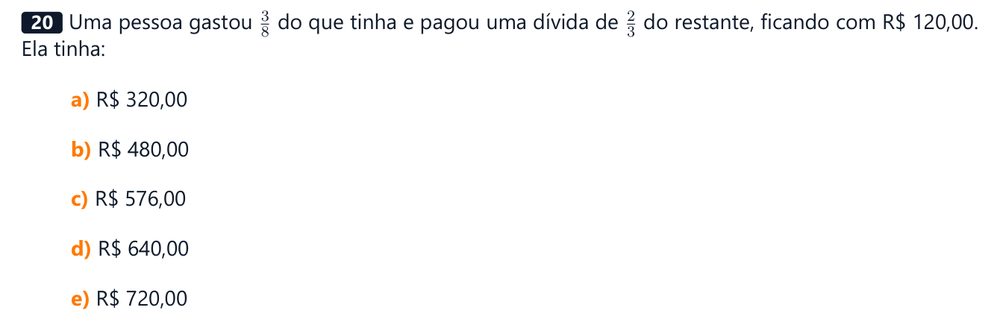 20 Uma pessoa gastou 3/8 do que tinha e pagou uma dívida de 2/3 do restante, ficando com R$ 120,00.
Ela tinha:
a) R$ 320,00
b) R$ 480,00
c) R$ 576,00
d) R$ 640,00
e) R$ 720,00